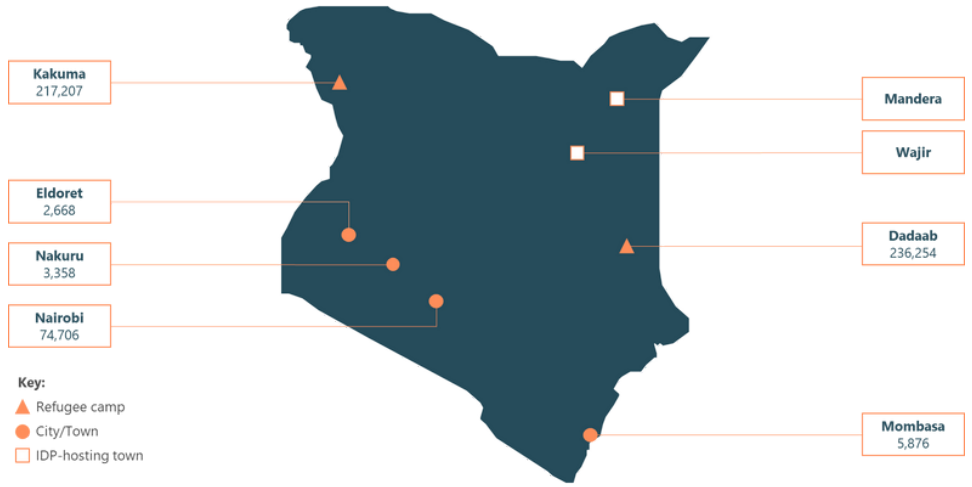 Kakuma
217,207
Eldoret
2,668
Nakuru
3,358
Nairobi
74,706
Key:
Refugee camp
City/Town
IDP-hosting town
Mandera
Wajir
Dadaab
236,254
Mombasa
5,876